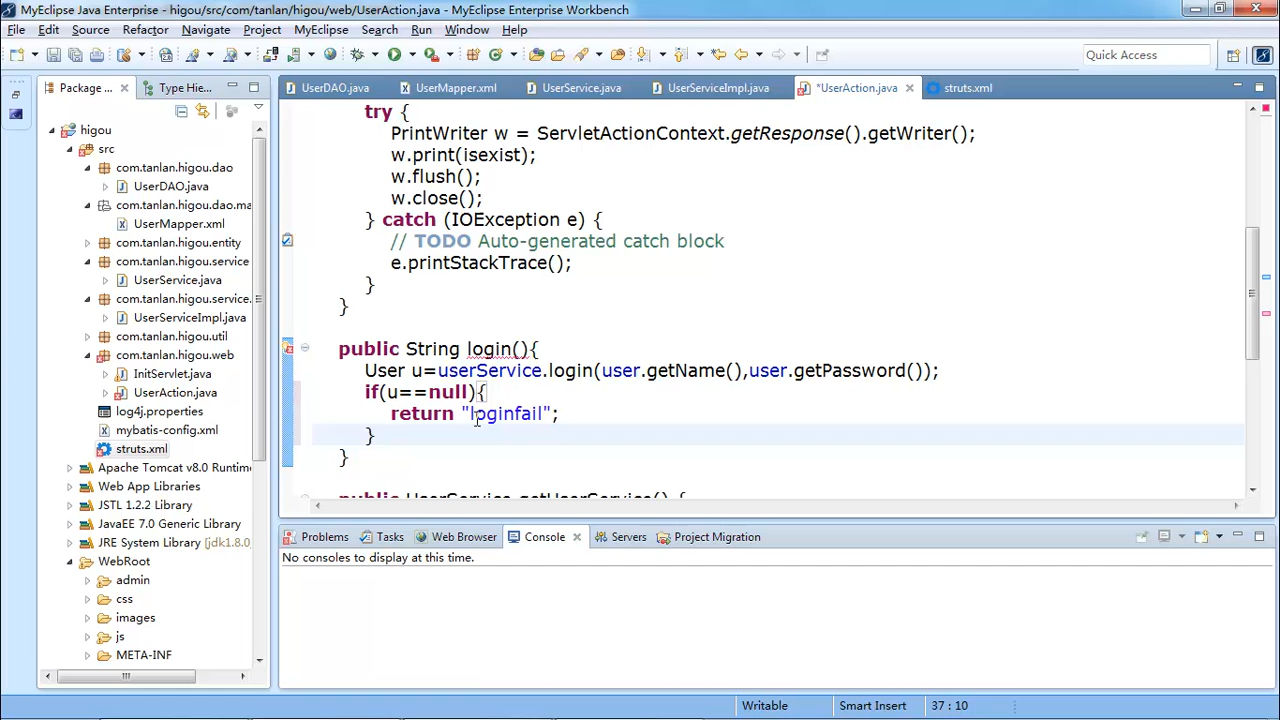 MyEclipse Java Enterprise - higou/src/com/tanlan/higou/web/UserAction.java - MyEclipse Enterprise Workbench
File Edit Source Refactor Navigate Project MyEclipse Search Run Window Help
Quick Access
Package ... Type Hie...
UserDAO.java UserMapper.xml UserService.java UserServiceImpl.java *UserAction.java struts.xml
higou
src
com.tanlan.higou.dao
UserDAO.java
com.tanlan.higou.dao.ma
UserMapper.xml
com.tanlan.higou.entity
com.tanlan.higou.service
UserService.java
com.tanlan.higou.service.
UserServiceImpl.java
com.tanlan.higou.util
com.tanlan.higou.web
InitServlet.java
UserAction.java
log4j.properties
mybatis-config.xml
struts.xml
Apache Tomcat v8.0 Runtime
Web App Libraries
JSTL 1.2.2 Library
JavaEE 7.0 Generic Library
JRE System Library [jdk1.8.0_
WebRoot
admin
css
images
js
META-INF
try {
PrintWriter w = ServletActionContext.getResponse().getWriter();
w.print(isexist);
w.flush();
w.close();
} catch (IOException e) {
// TODO Auto-generated catch block
e.printStackTrace();
}
}
public String login(){
User u=userService.login(user.getName(),user.getPassword());
if(u==null){
return "loginfail";
}
}
public UserService getUserService() {
Problems Tasks Web Browser Console Servers Project Migration
No consoles to display at this time.
Writable Smart Insert 37 : 10